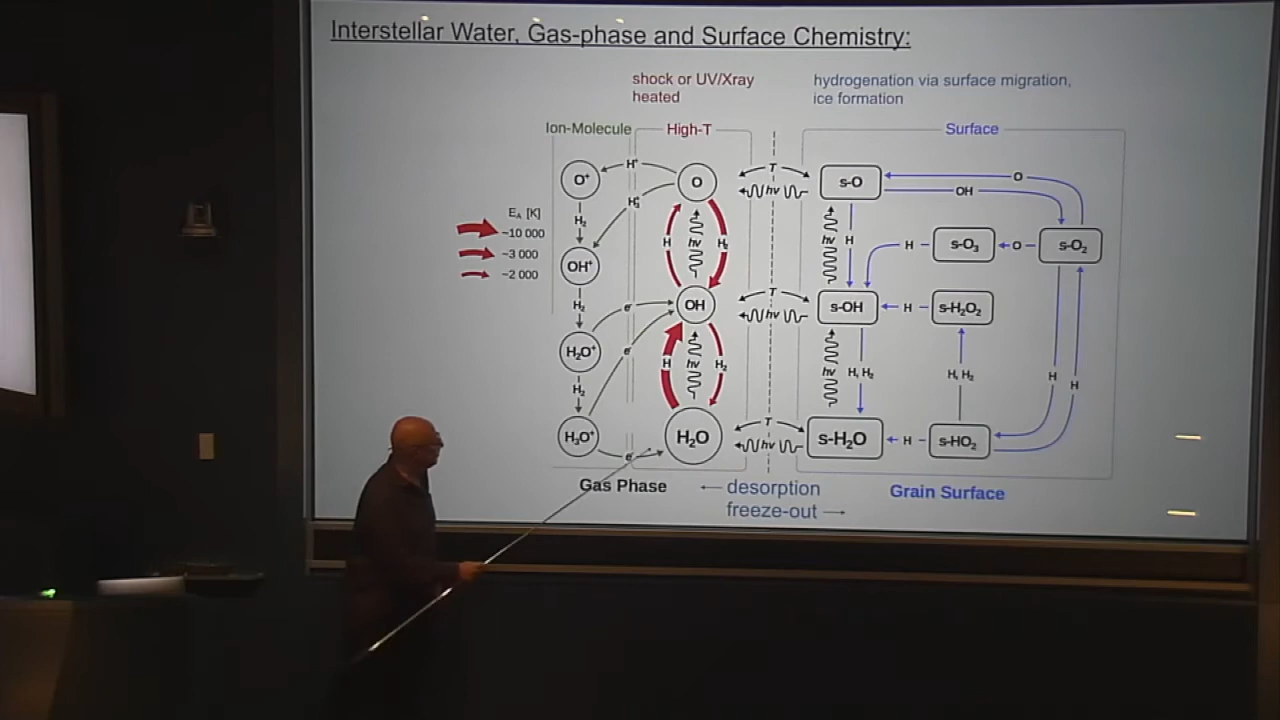 Interstellar Water, Gas-phase and Surface Chemistry:
shock or UV/Xray
heated
hydrogenation via surface migration,
ice formation
Ion-Molecule
High-T
Surface
O⁺
H⁺
O
T
hν
s-O
O
OH
H₂
E_A [K]
~10 000
~3 000
~2 000
H
hν
H₂
hν
H
H
s-O₃
O
s-O₂
OH⁺
H₂
e⁻
OH
T
hν
s-OH
H
s-H₂O₂
H₂O⁺
e⁻
H
hν
H₂
hν
H, H₂
H, H₂
H
H
H₂
H₃O⁺
e⁻
H₂O
T
hν
s-H₂O
H
s-HO₂
Gas Phase
← desorption
freeze-out →
Grain Surface